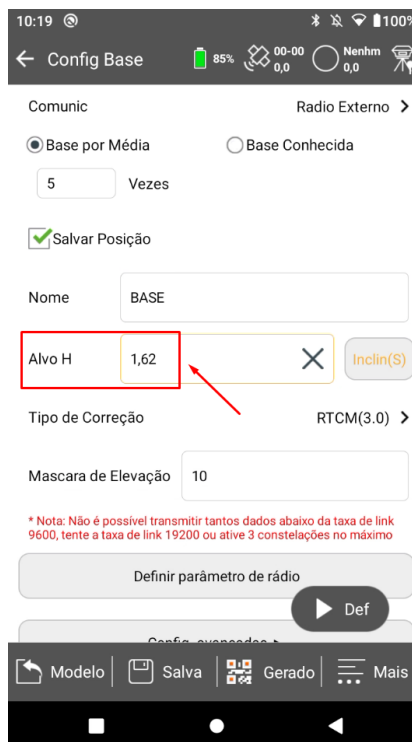 10:19 100%
Config Base 85% 00-00 0,0 Nenhm 0,0
Comunic Radio Externo
Base por Média Base Conhecida
5 Vezes
Salvar Posição
Nome BASE
Alvo H 1,62 Inclin(S)
Tipo de Correção RTCM(3.0)
Mascara de Elevação 10
* Nota: Não é possível transmitir tantos dados abaixo da taxa de link
9600, tente a taxa de link 19200 ou ative 3 constelações no máximo
Definir parâmetro de rádio
Def
Modelo Salva Gerado Mais